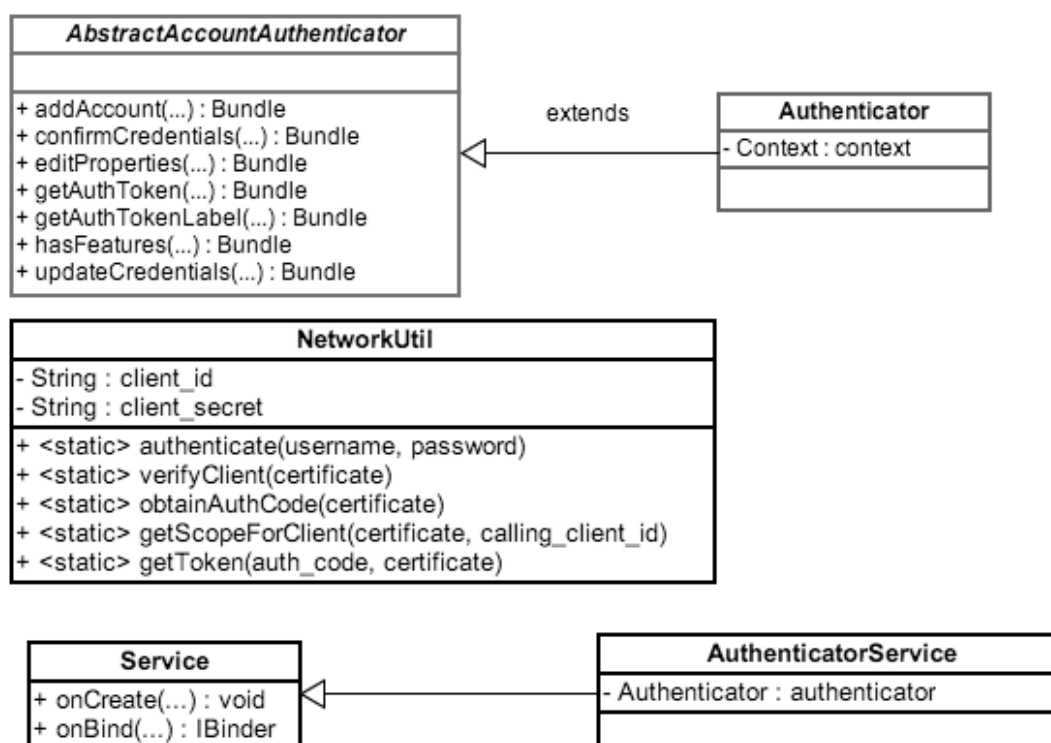 AbstractAccountAuthenticator
+ addAccount(...) : Bundle
+ confirmCredentials(...) : Bundle
+ editProperties(...) : Bundle
+ getAuthToken(...) : Bundle
+ getAuthTokenLabel(...) : Bundle
+ hasFeatures(...) : Bundle
+ updateCredentials(...) : Bundle
extends
Authenticator
- Context : context
NetworkUtil
- String : client_id
- String : client_secret
+ <static> authenticate(username, password)
+ <static> verifyClient(certificate)
+ <static> obtainAuthCode(certificate)
+ <static> getScopeForClient(certificate, calling_client_id)
+ <static> getToken(auth_code, certificate)
Service
+ onCreate(...) : void
+ onBind(...) : IBinder
AuthenticatorService
- Authenticator : authenticator